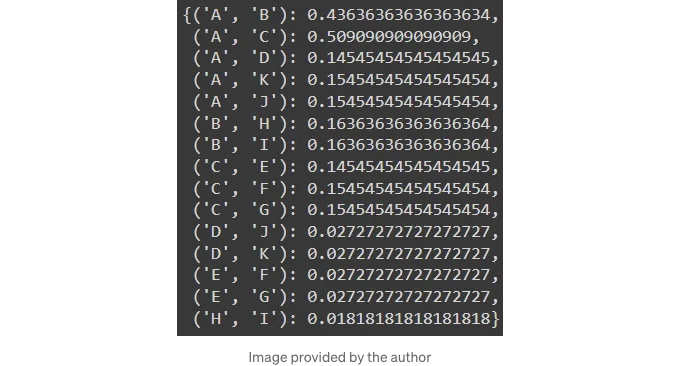 {('A', 'B'): 0.43636363636363634,
('A', 'C'): 0.509090909090909,
('A', 'D'): 0.14545454545454545,
('A', 'K'): 0.15454545454545454,
('A', 'J'): 0.15454545454545454,
('B', 'H'): 0.16363636363636364,
('B', 'I'): 0.16363636363636364,
('C', 'E'): 0.14545454545454545,
('C', 'F'): 0.15454545454545454,
('C', 'G'): 0.15454545454545454,
('D', 'J'): 0.02727272727272727,
('D', 'K'): 0.02727272727272727,
('E', 'F'): 0.02727272727272727,
('E', 'G'): 0.02727272727272727,
('H', 'I'): 0.01818181818181818}
Image provided by the author